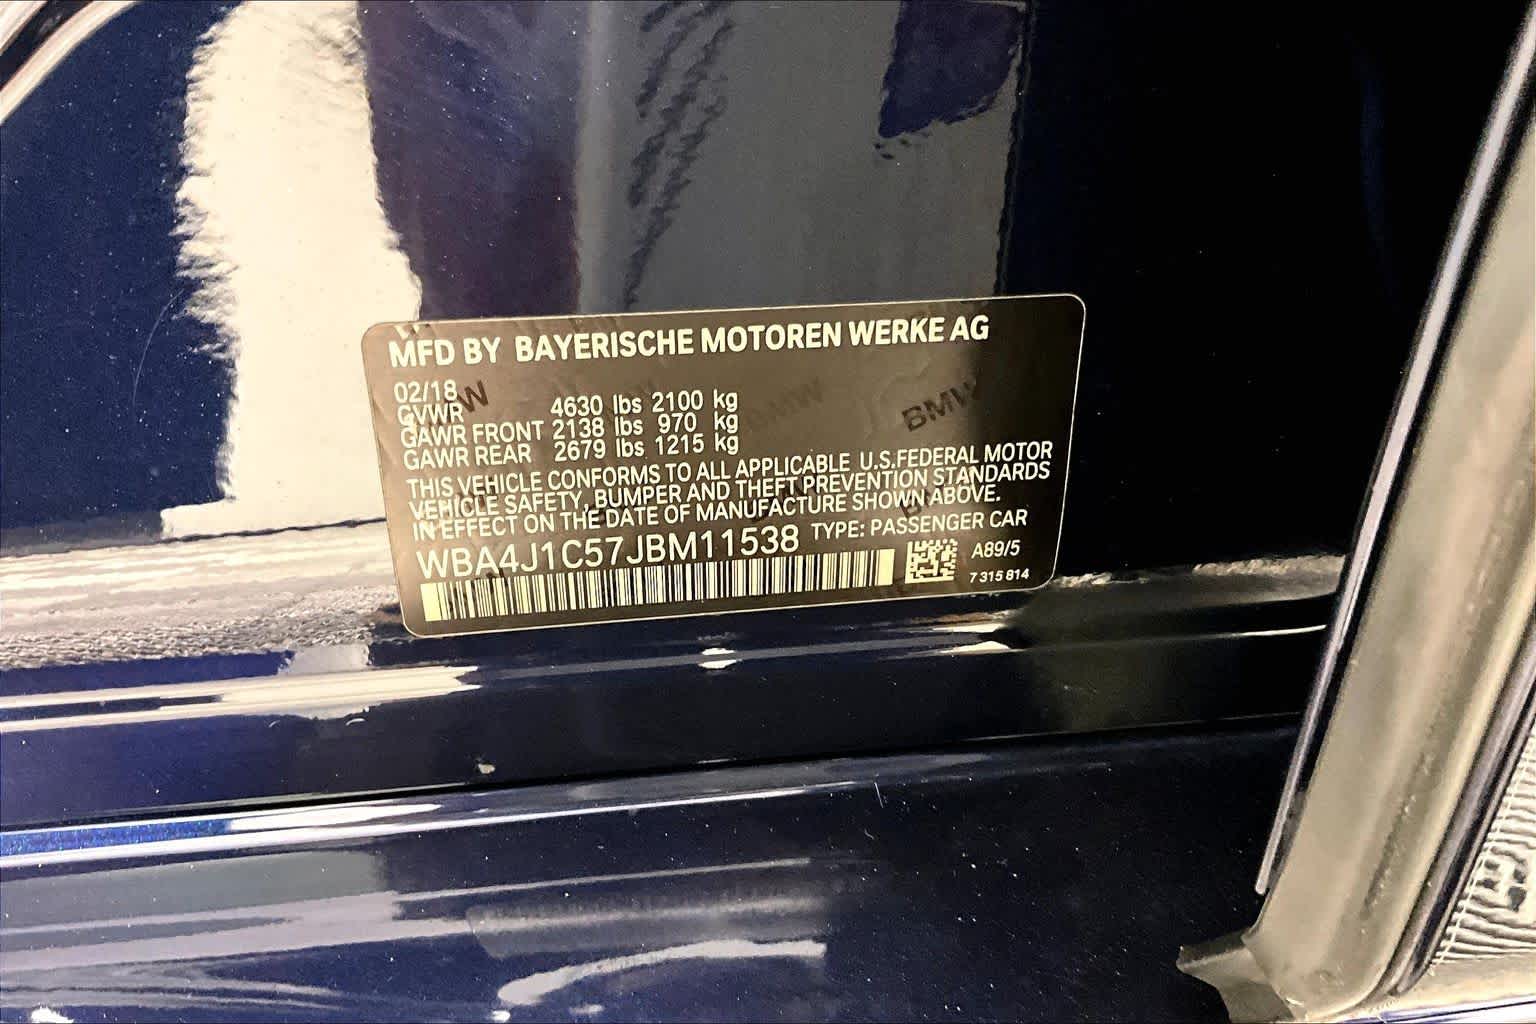 MFD BY BAYERISCHE MOTOREN WERKE AG
02/18
GVWR 4630 lbs 2100 kg
GAWR FRONT 2138 lbs 970 kg
GAWR REAR 2679 lbs 1215 kg
THIS VEHICLE CONFORMS TO ALL APPLICABLE U.S.FEDERAL MOTOR
VEHICLE SAFETY, BUMPER AND THEFT PREVENTION STANDARDS
IN EFFECT ON THE DATE OF MANUFACTURE SHOWN ABOVE.
WBA4J1C57JBM11538 TYPE: PASSENGER CAR
A89/5
7 315 814
BMW
BMW